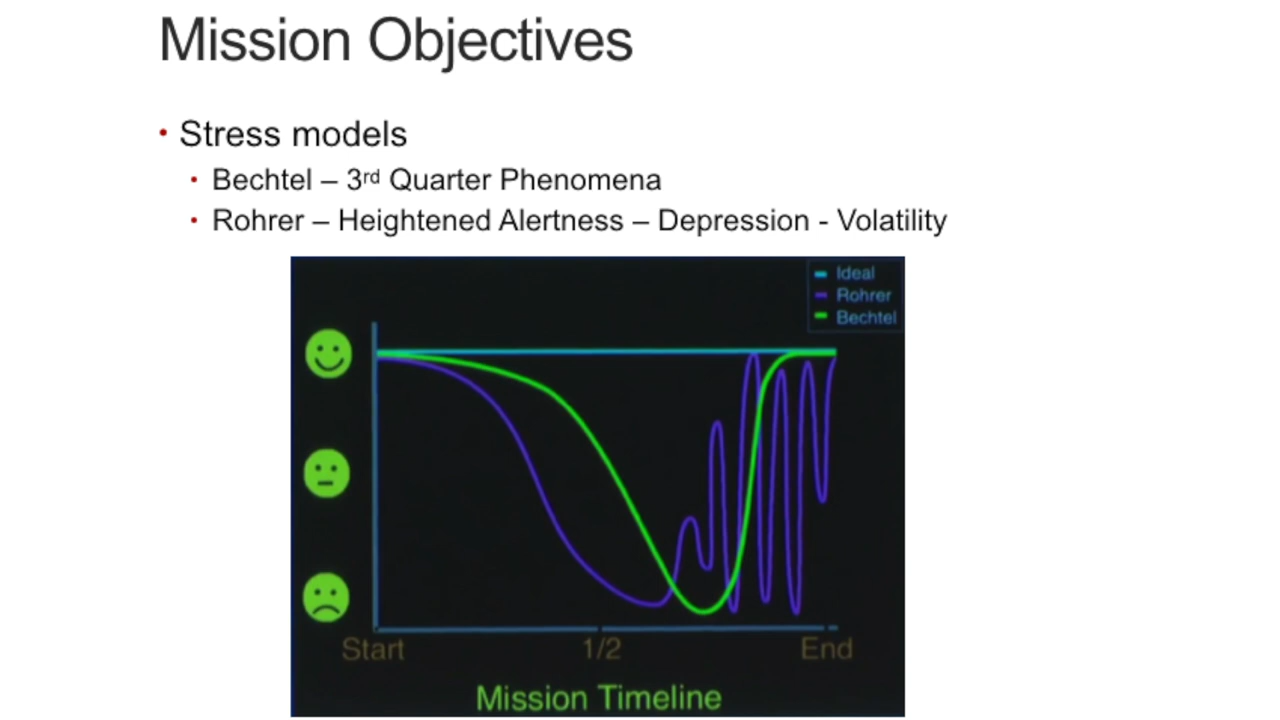 Mission Objectives
• Stress models
• Bechtel – 3rd Quarter Phenomena
• Rohrer – Heightened Alertness – Depression - Volatility
Ideal
Rohrer
Bechtel
Start 1/2 End
Mission Timeline